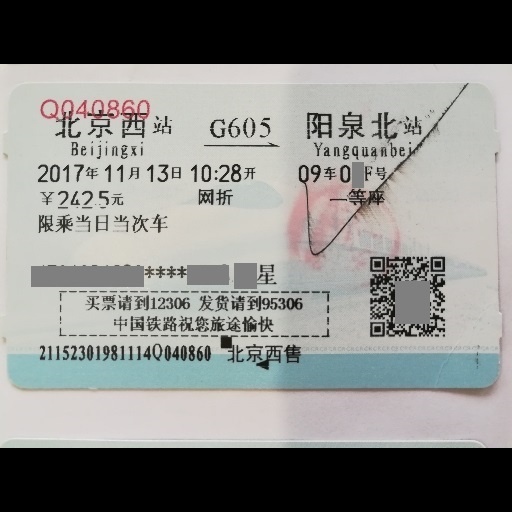 Q040860
北京西站 G605 阳泉北站
Beijingxi Yangquanbei
2017年11月13日10:28开 09车0 F号
￥242.5元 网折 一等座
限乘当日当次车
****
星
买票请到12306 发货请到95306
中国铁路祝您旅途愉快
21152301981114Q040860 北京西售